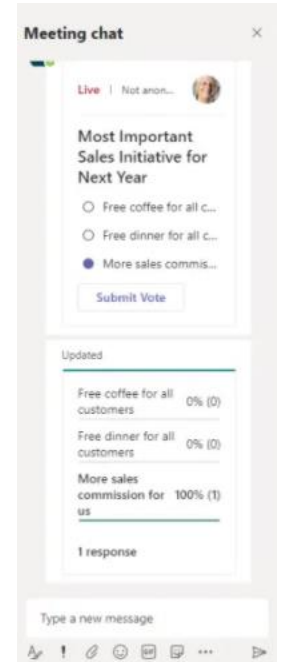 Meeting chat
Live | Not anon...
Most Important
Sales Initiative for
Next Year
Free coffee for all c...
Free dinner for all c...
More sales commis...
Submit Vote
Updated
Free coffee for all
customers
0% (0)
Free dinner for all
customers
0% (0)
More sales
commission for
us
100% (1)
1 response
Type a new message
GIF